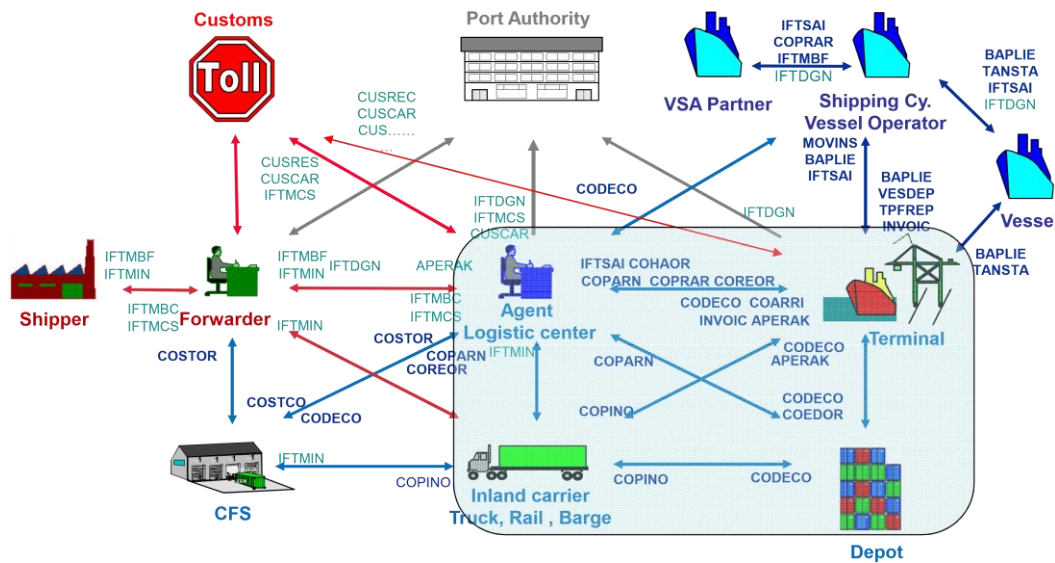 Customs
Toll
Port Authority
IFTSAI
COPRAR
IFTMBF
IFTDGN
VSA Partner
Shipping Cy.
Vessel Operator
BAPLIE
TANSTA
IFTSAI
IFTDGN
Vesse
CUSREC
CUSCAR
CUS……
...
CUSRES
CUSCAR
IFTMCS
CODECO
MOVINS
BAPLIE
IFTSAI
BAPLIE
VESDEP
TPFREP
INVOIC
IFTDGN
IFTMCS
CUSCAR
IFTDGN
BAPLIE
TANSTA
IFTMBF
IFTMIN
IFTMBC
IFTMCS
Shipper
Forwarder
IFTMBF
IFTMIN
IFTDGN
APERAK
IFTMBC
IFTMCS
IFTMIN
Agent
Logistic center
IFTSAI COHAOR
COPARN COPRAR COREOR
CODECO COARRI
INVOIC APERAK
Terminal
COSTOR
COSTOR
COPARN
COREOR
IFTMIN
COPARN
CODECO
APERAK
COSTCO
CODECO
COPINO
CODECO
COEDOR
CFS
IFTMIN
COPINO
Inland carrier
Truck, Rail , Barge
COPINO
CODECO
Depot